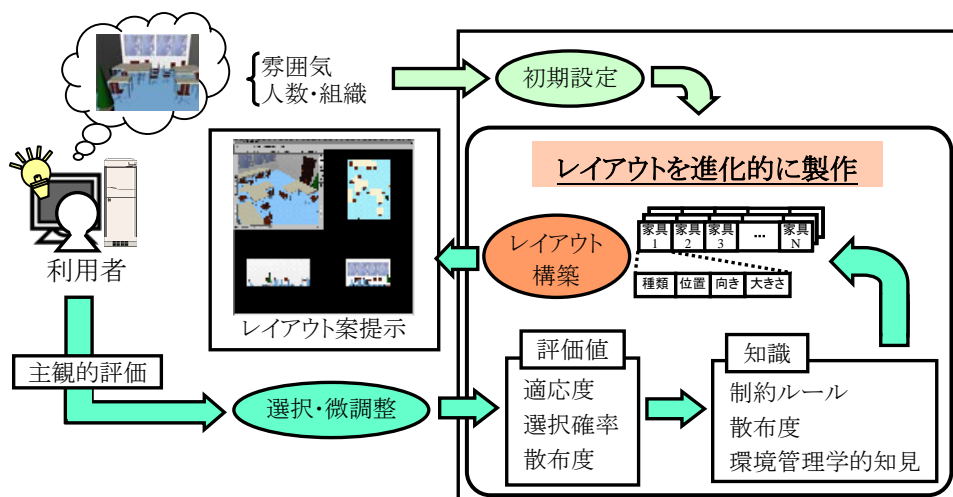 雰囲気
人数・組織
初期設定
レイアウトを進化的に製作
家具
1
家具
2
家具
3
...
家具
N
種類
位置
向き
大きさ
レイアウト
構築
レイアウト案提示
利用者
主観的評価
選択・微調整
評価値
適応度
選択確率
散布度
知識
制約ルール
散布度
環境管理学的知見